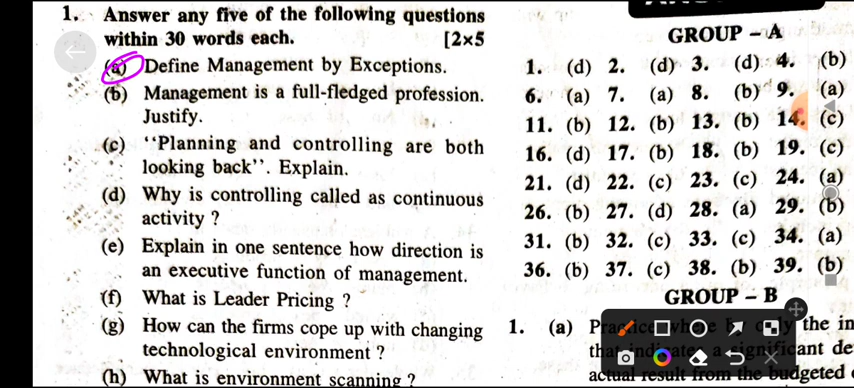 1. Answer any five of the following questions
within 30 words each. [2×5
(a) Define Management by Exceptions.
(b) Management is a full-fledged profession.
Justify.
(c) "Planning and controlling are both
looking back". Explain.
(d) Why is controlling called as continuous
activity ?
(e) Explain in one sentence how direction is
an executive function of management.
(f) What is Leader Pricing ?
(g) How can the firms cope up with changing
technological environment ?
(h) What is environment scanning ?
GROUP – A
1. (d) 2. (d) 3. (d) 4. (b)
6. (a) 7. (a) 8. (b) 9. (a)
11. (b) 12. (b) 13. (b) 14. (c)
16. (d) 17. (b) 18. (b) 19. (c)
21. (d) 22. (c) 23. (c) 24. (a)
26. (b) 27. (d) 28. (a) 29. (b)
31. (b) 32. (c) 33. (c) 34. (a)
36. (b) 37. (c) 38. (b) 39. (b)
GROUP – B
1. (a) the in
significant de
actual result from the budgeted